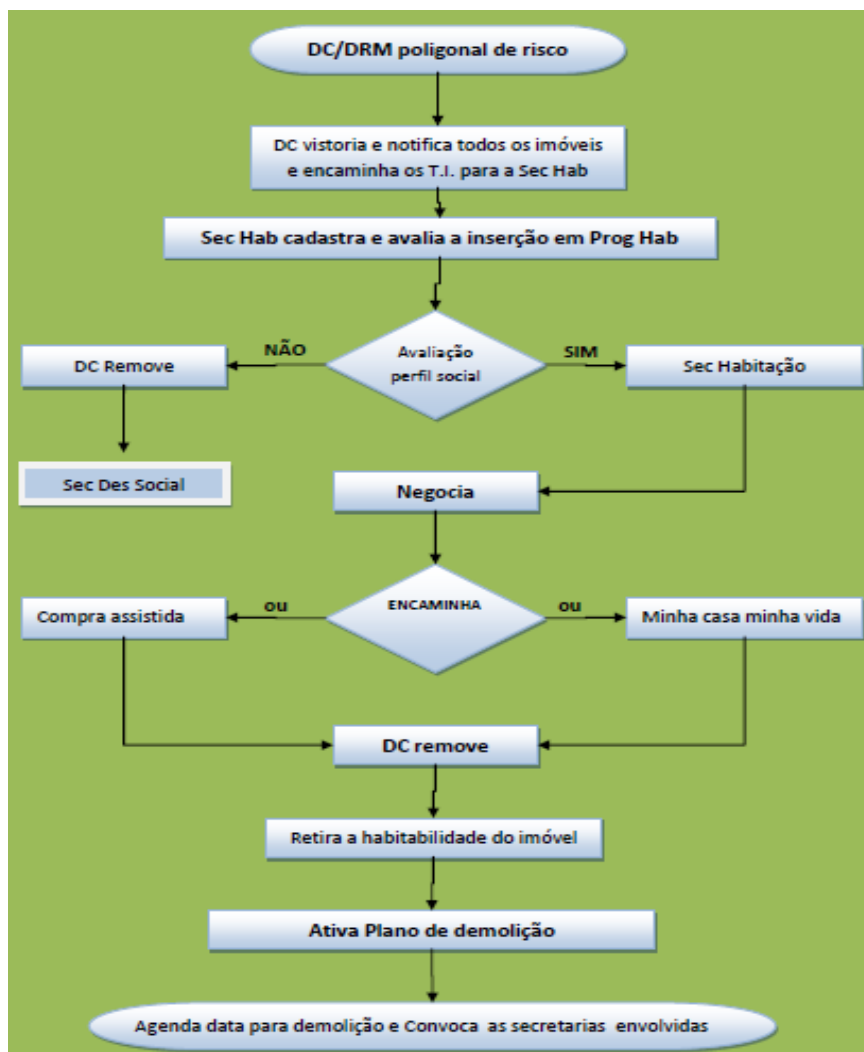 DC/DRM poligonal de risco
DC vistoria e notifica todos os imóveis
e encaminha os T.I. para a Sec Hab
Sec Hab cadastra e avalia a inserção em Prog Hab
NÃO
Avaliação
perfil social
SIM
DC Remove
Sec Habitação
Sec Des Social
Negocia
Compra assistida
ou
ENCAMINHA
ou
Minha casa minha vida
DC remove
Retira a habitabilidade do imóvel
Ativa Plano de demolição
Agenda data para demolição e Convoca as secretarias envolvidas